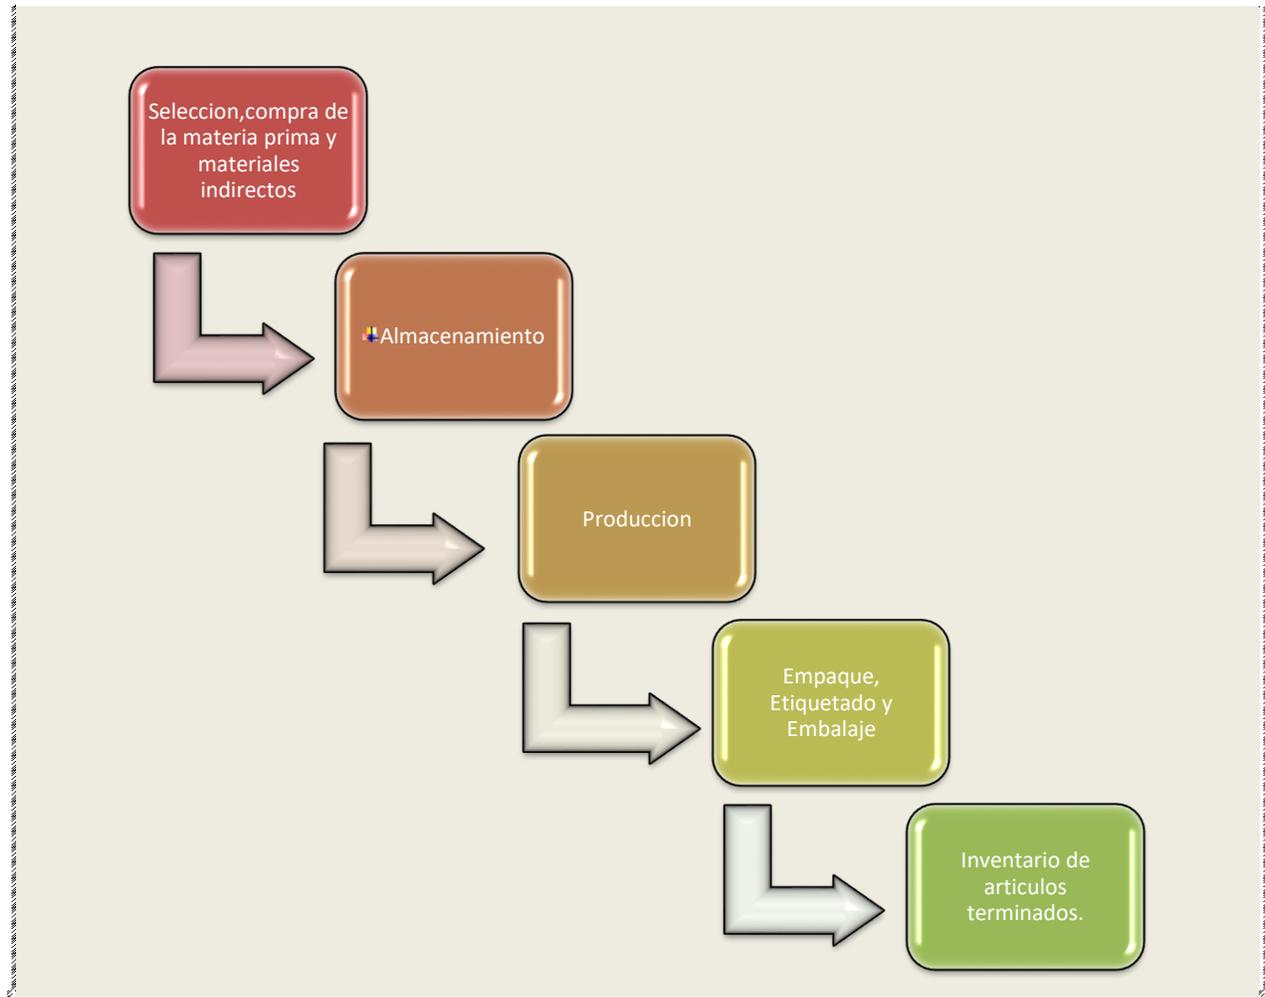 Seleccion,compra de
la materia prima y
materiales
indirectos
Almacenamiento
Produccion
Empaque,
Etiquetado y
Embalaje
Inventario de
articulos
terminados.